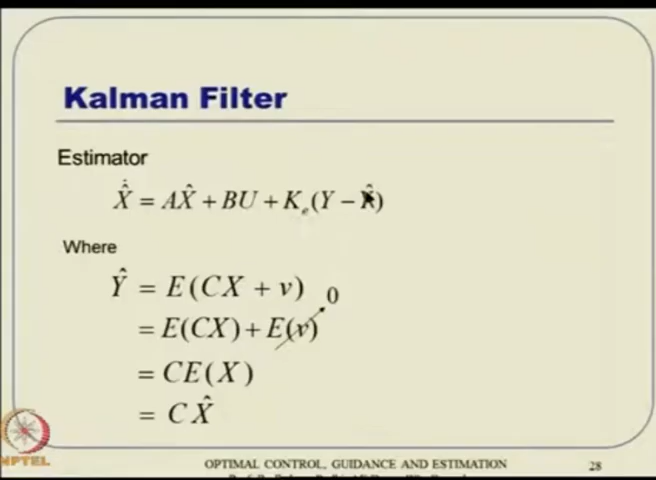 Kalman Filter
Estimator
\dot{\hat{X}} = A\hat{X} + BU + K_e(Y − \hat{Y})
Where
\hat{Y} = E(CX + v)
= E(CX) + E(v) 0
= CE(X)
= C\hat{X}
NPTEL
OPTIMAL CONTROL, GUIDANCE AND ESTIMATION
28